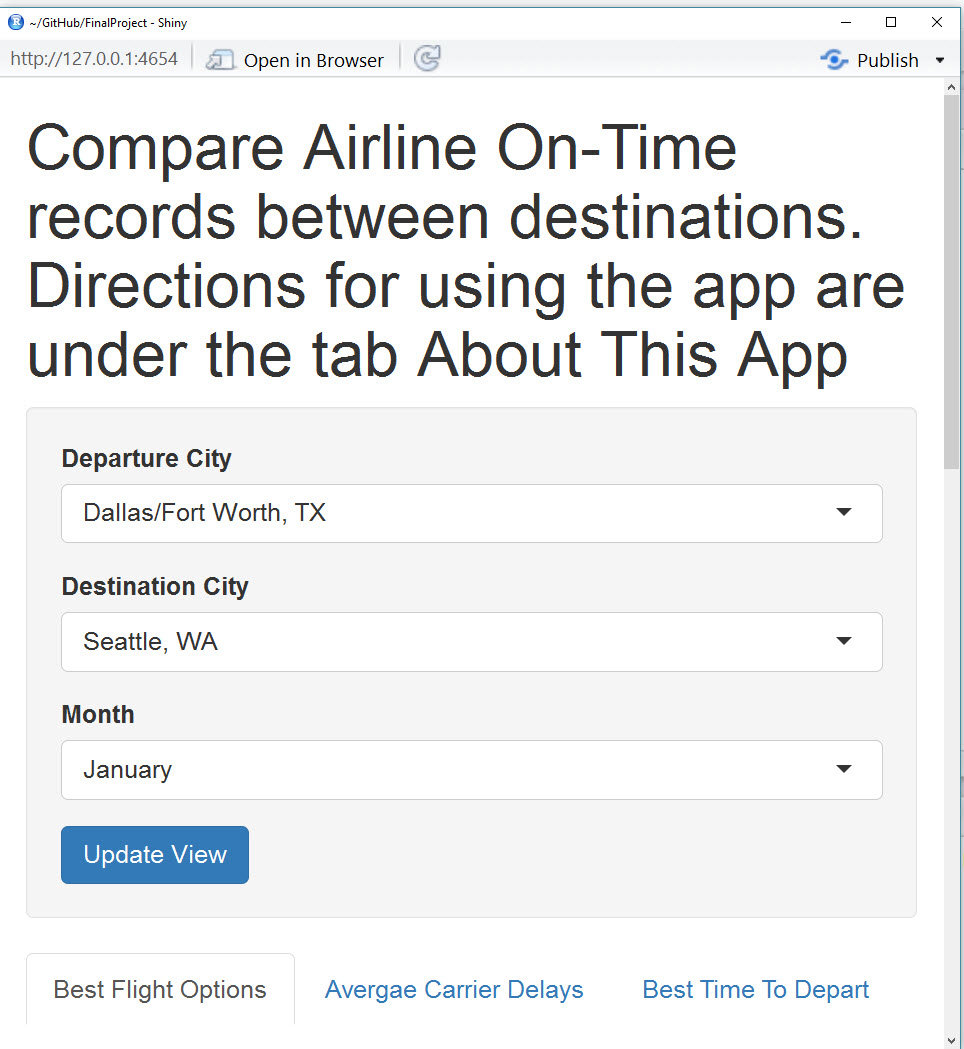 ~/GitHub/FinalProject - Shiny
http://127.0.0.1:4654 Open in Browser Publish
Compare Airline On-Time
records between destinations.
Directions for using the app are
under the tab About This App
Departure City
Dallas/Fort Worth, TX
Destination City
Seattle, WA
Month
January
Update View
Best Flight Options Avergae Carrier Delays Best Time To Depart